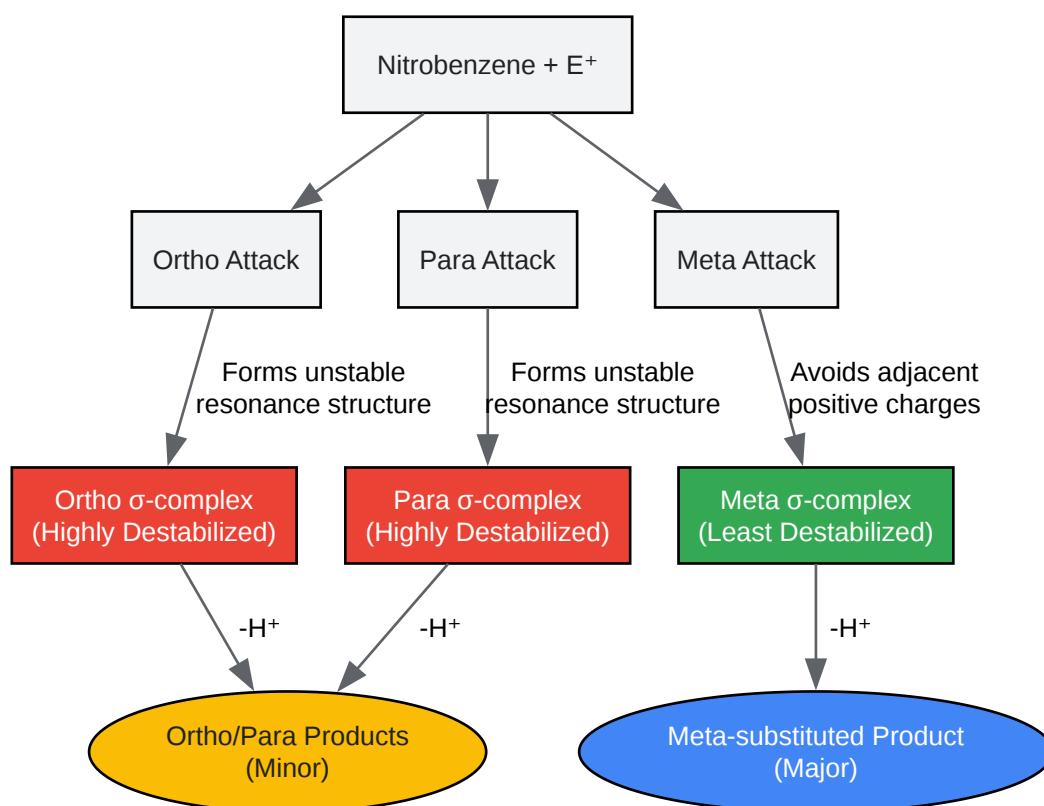 Nitrobenzene + E⁺
Ortho Attack
Para Attack
Meta Attack
Forms unstable
resonance structure
Forms unstable
resonance structure
Avoids adjacent
positive charges
Ortho σ-complex
(Highly Destabilized)
Para σ-complex
(Highly Destabilized)
Meta σ-complex
(Least Destabilized)
-H⁺
-H⁺
-H⁺
Ortho/Para Products
(Minor)
Meta-substituted Product
(Major)